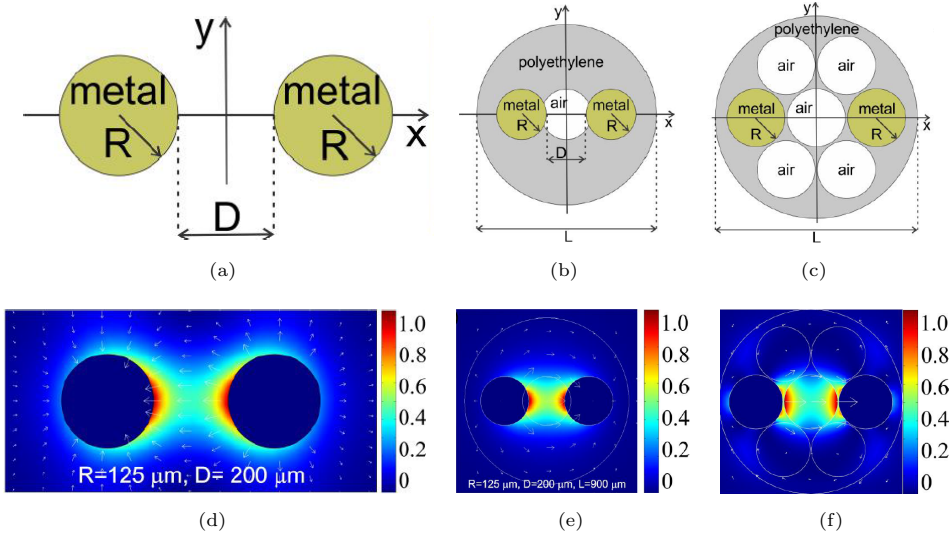 y
metal
metal
R
R
x
D
(a)
y
polyethylene
metal
air
metal
R
R
x
D
L
(b)
y
polyethylene
air
air
metal
air
metal
R
R
x
air
air
L
(c)
1.0
0.8
0.6
0.4
0.2
0
R=125 μm, D= 200 μm
(d)
1.0
0.8
0.6
0.4
0.2
0
R=125 μm, D=200 μm, L=900 μm
(e)
1.0
0.8
0.6
0.4
0.2
0
(f)